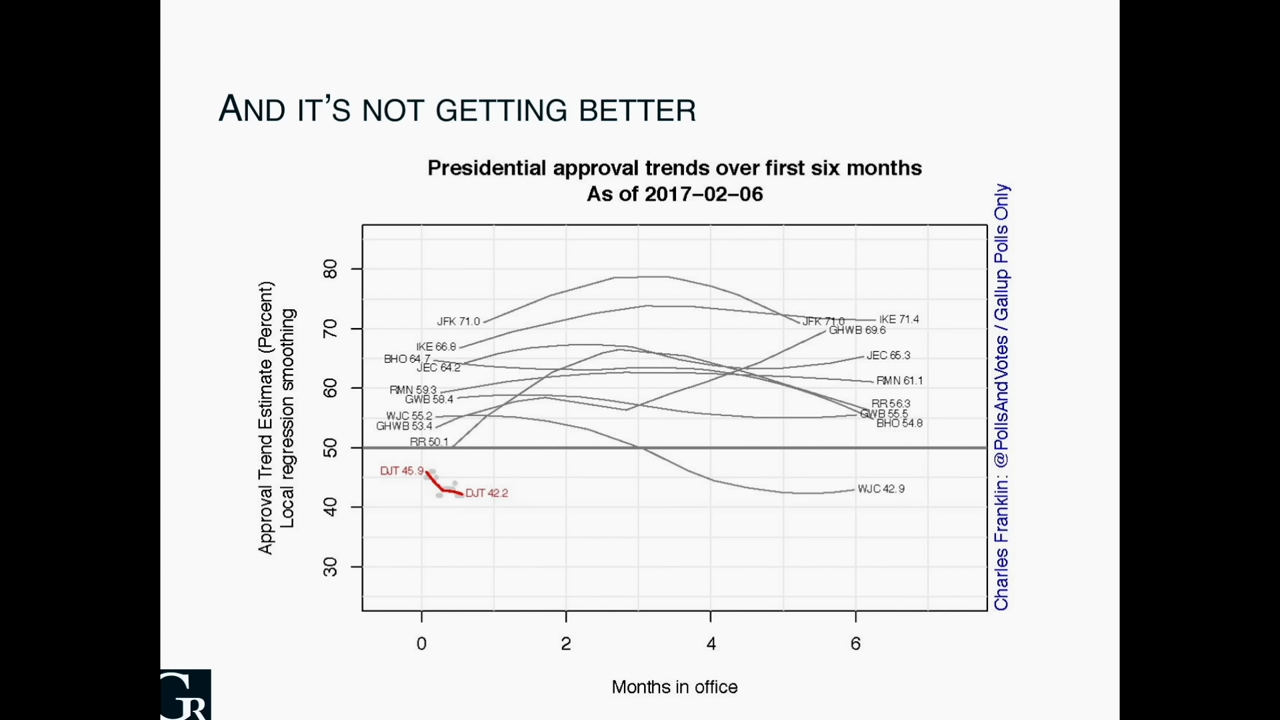 AND IT'S NOT GETTING BETTER
Presidential approval trends over first six months
As of 2017−02−06
Approval Trend Estimate (Percent)
Local regression smoothing
80
70
60
50
40
30
JFK 71.0
IKE 66.8
BHO 64.7
JEC 64.2
RMN 59.3
GWB 58.4
WJC 55.2
GHWB 53.4
RR 50.1
DJT 45.9
DJT 42.2
JFK 71.0
IKE 71.4
GHWB 69.6
JEC 65.3
RMN 61.1
RR 56.3
GWB 55.5
BHO 54.8
WJC 42.9
0 2 4 6
Months in office
Charles Franklin: @PollsAndVotes / Gallup Polls Only
GR